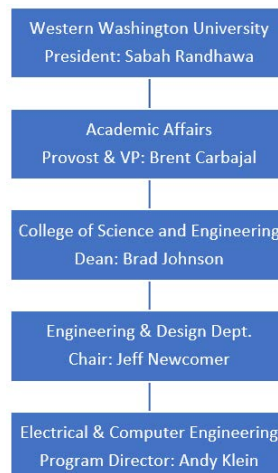 Western Washington University
President: Sabah Randhawa
Academic Affairs
Provost & VP: Brent Carbajal
College of Science and Engineering
Dean: Brad Johnson
Engineering & Design Dept.
Chair: Jeff Newcomer
Electrical & Computer Engineering
Program Director: Andy Klein